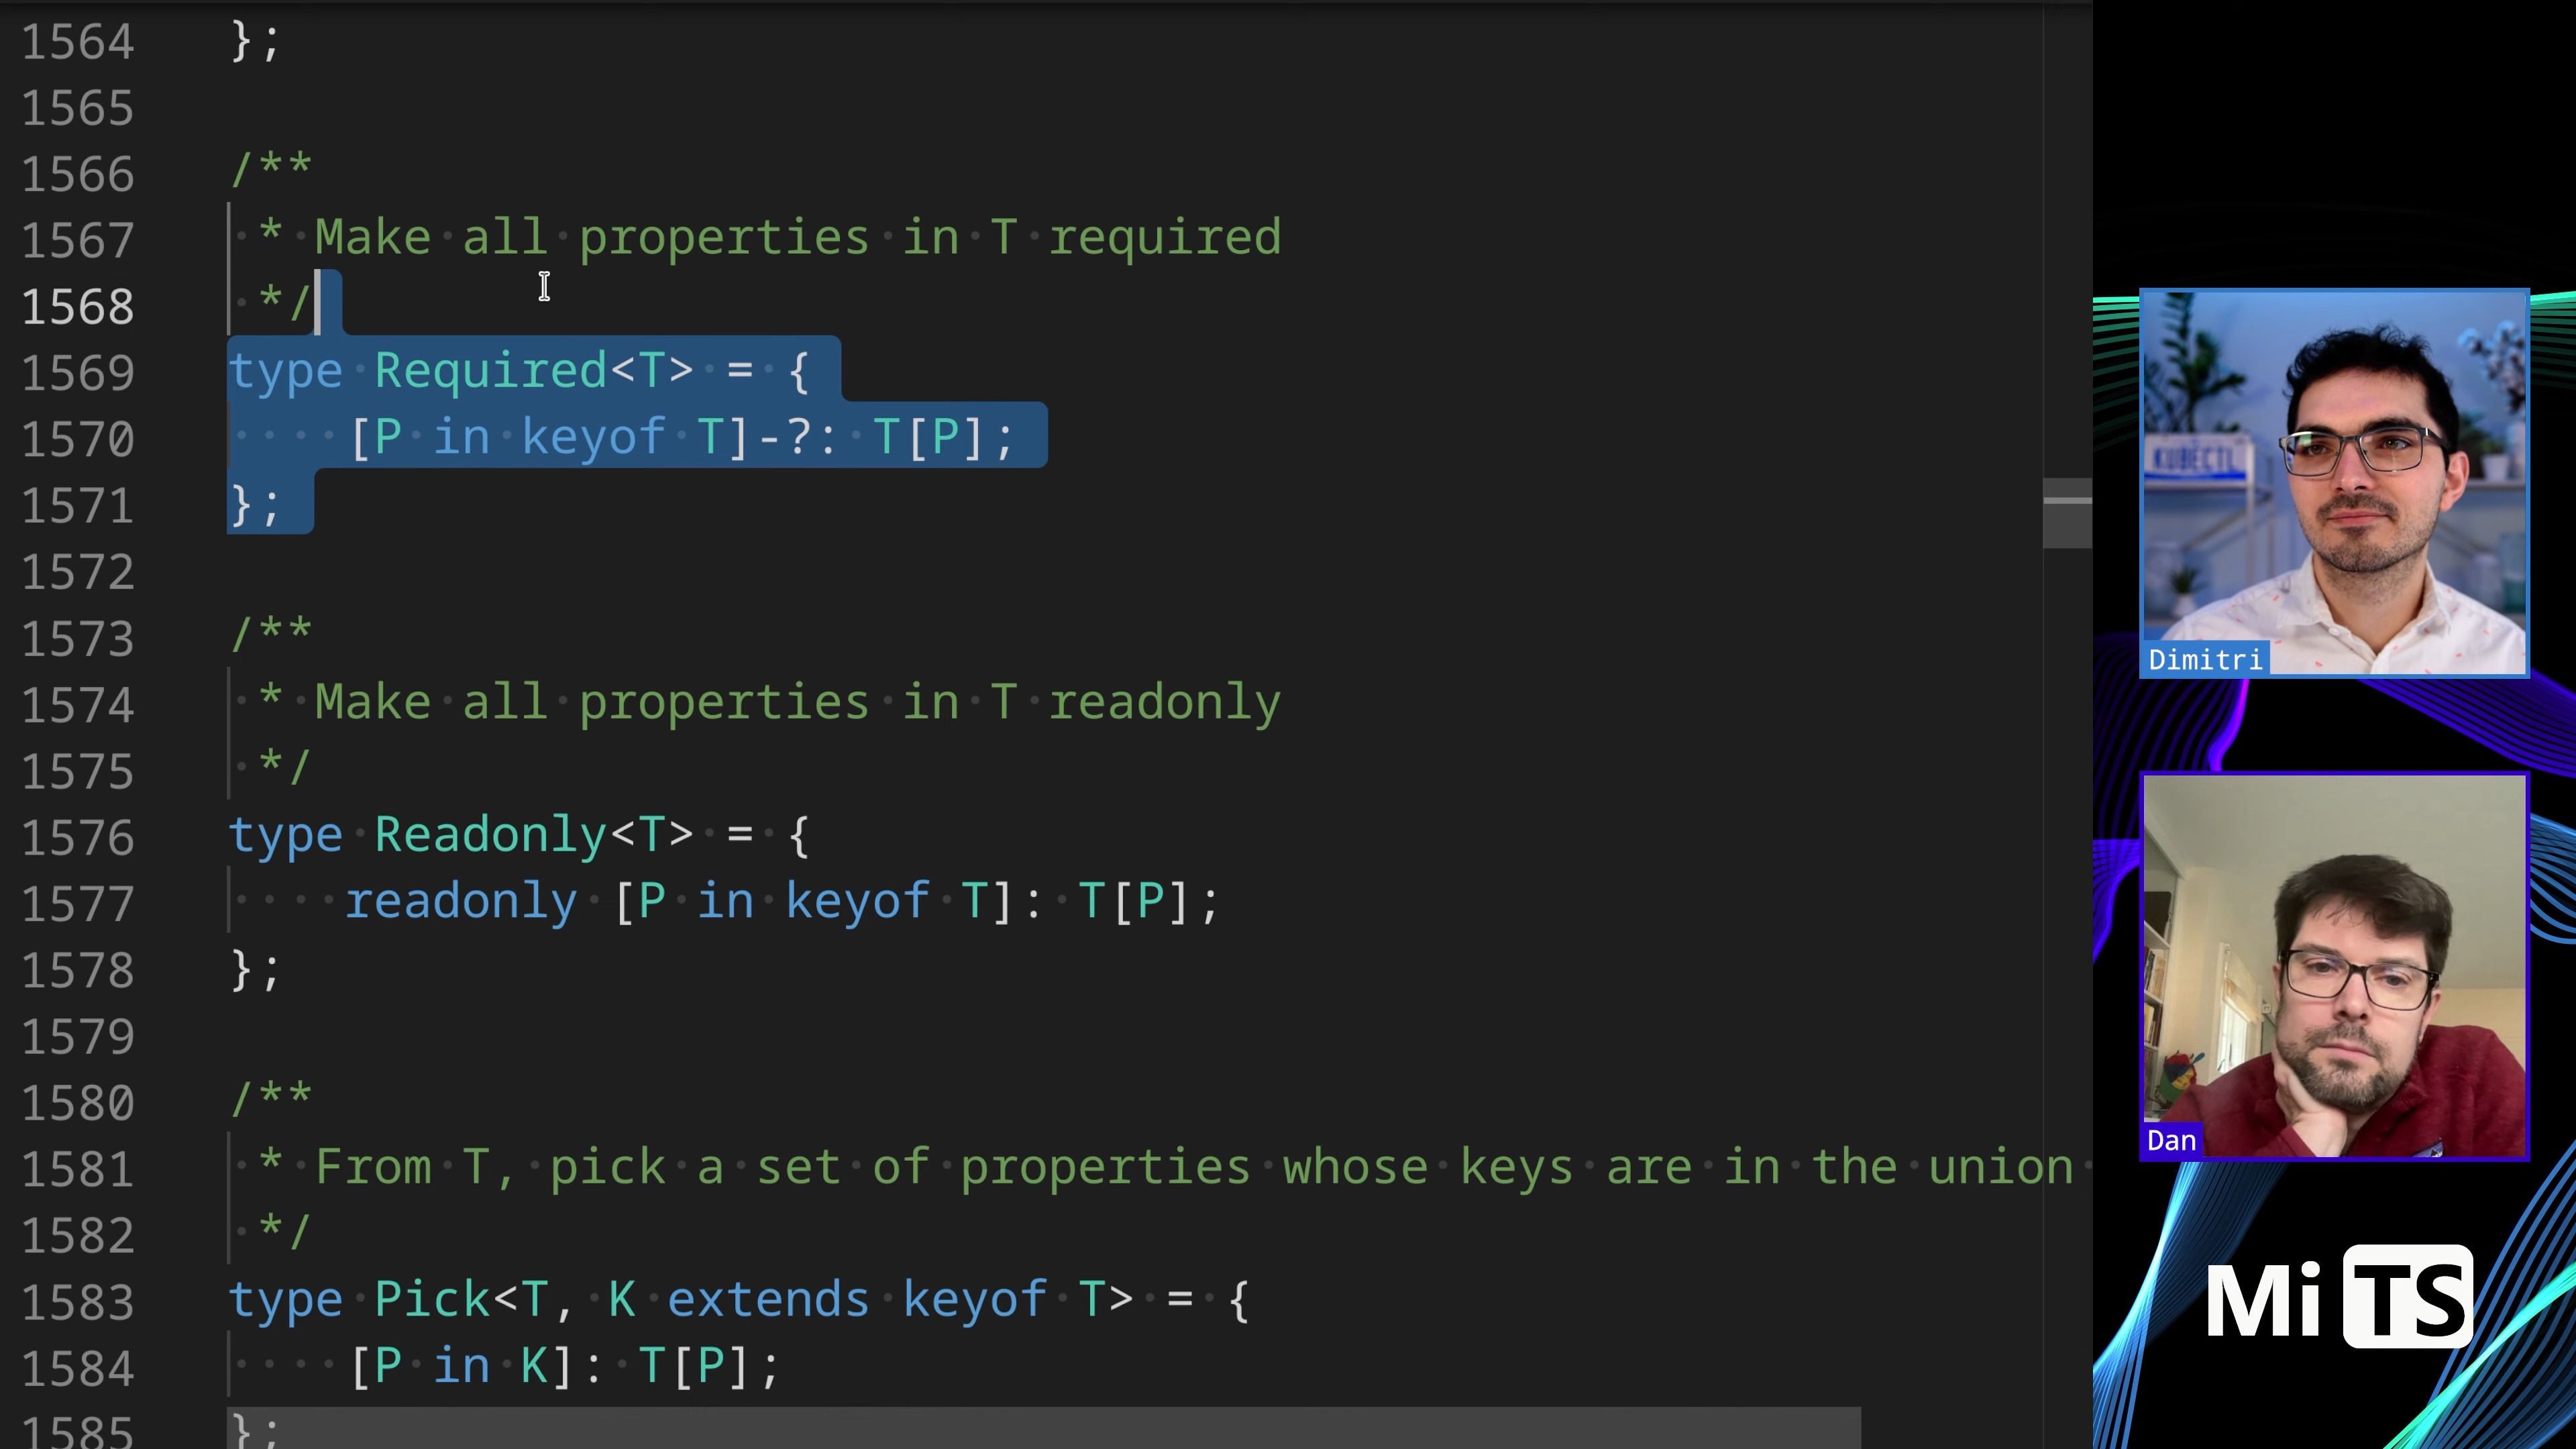 1564 };
1565
1566 /**
1567 * Make all properties in T required
1568 */
1569 type Required<T> = {
1570 [P in keyof T]-?: T[P];
1571 };
1572
1573 /**
1574 * Make all properties in T readonly
1575 */
1576 type Readonly<T> = {
1577 readonly [P in keyof T]: T[P];
1578 };
1579
1580 /**
1581 * From T, pick a set of properties whose keys are in the union
1582 */
1583 type Pick<T, K extends keyof T> = {
1584 [P in K]: T[P];
1585 };
KUBECTL
Dimitri
Dan
Mi TS